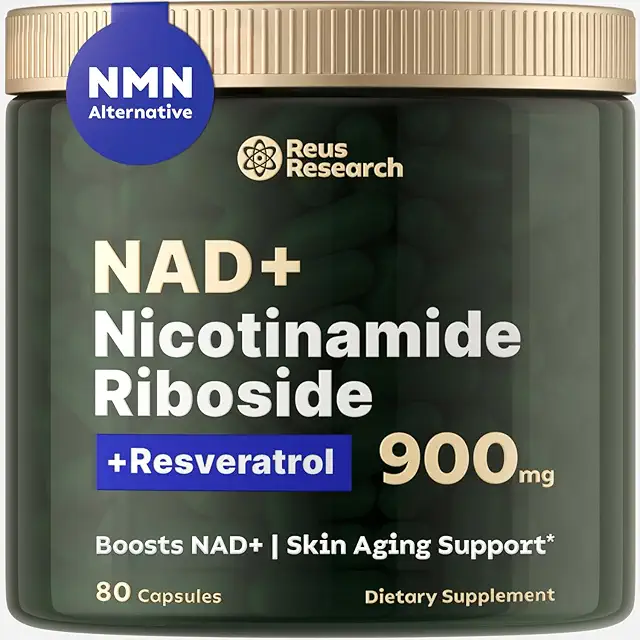 NMN
Alternative
Reus
Research
NAD+
Nicotinamide
Riboside
+Resveratrol
900mg
Boosts NAD+ | Skin Aging Support*
80 Capsules
Dietary Supplement